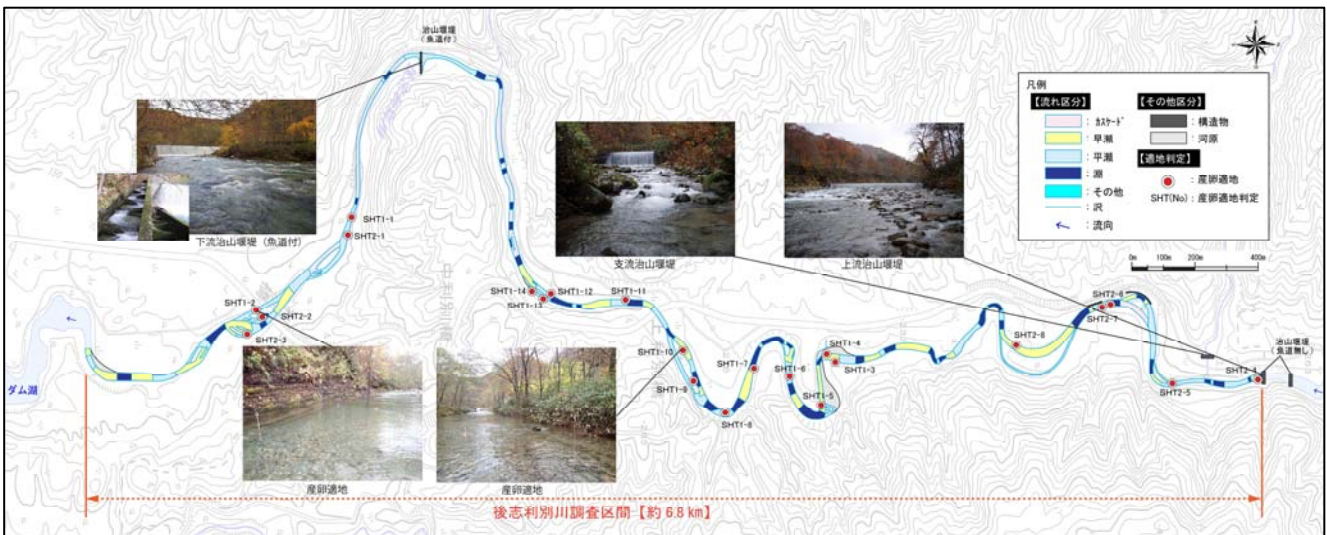 治山堰堤
(魚道付)
下流治山堰堤 (魚道付)
支流治山堰堤
上流治山堰堤
凡例
【流れ区分】
【その他区分】
: カスケード
: 早瀬
: 平瀬
: 淵
: その他
: 沢
: 流向
: 構造物
: 河原
【適地判定】
: 産卵適地
SHT(No) : 産卵適地判定
0m
100m
200m
400m
SHT1-1
SHT2-1
SHT1-2
SHT2-2
SHT2-3
SHT1-14
SHT1-12
SHT1-13
SHT1-11
SHT1-10
SHT1-9
SHT1-8
SHT1-7
SHT1-6
SHT1-5
SHT1-4
SHT1-3
SHT2-8
SHT2-6
SHT2-7
SHT2-5
SHT2-4
治山堰堤
(魚道無し)
ダム湖
産卵適地
産卵適地
後志利別川調査区間【約 6.8 km】